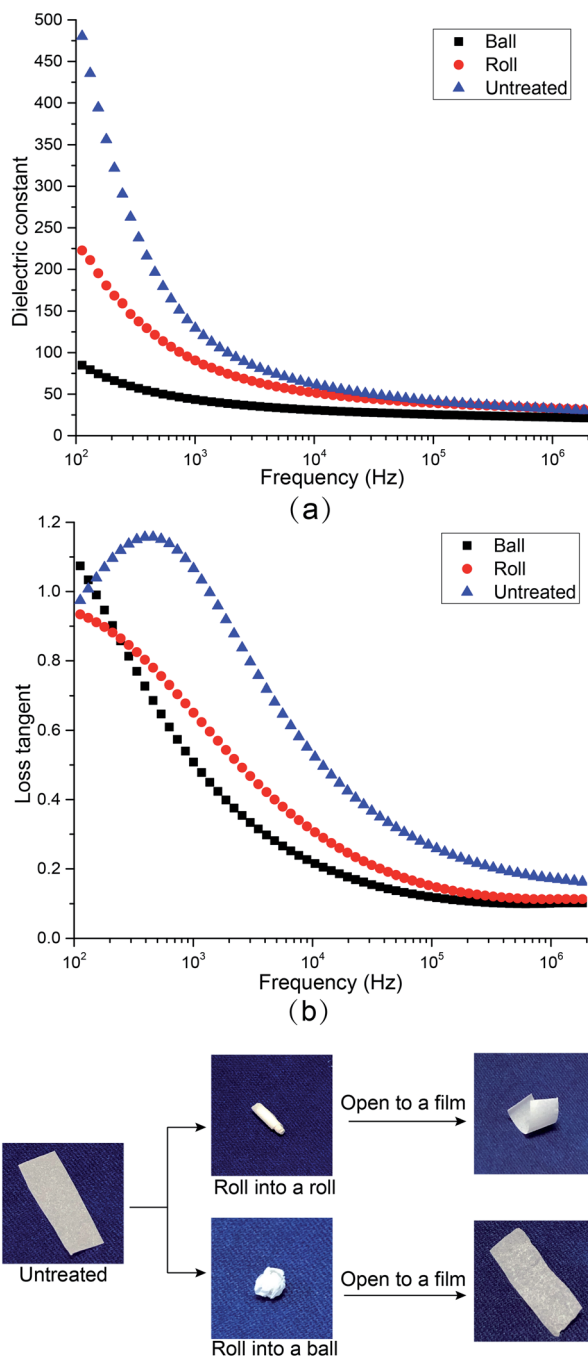 500
450
400
350
300
250
200
150
100
50
0
Dielectric constant
Ball
Roll
Untreated
10² 10³ 10⁴ 10⁵ 10⁶
Frequency (Hz)
(a)
1.2
1.0
0.8
0.6
0.4
0.2
0.0
Loss tangent
Ball
Roll
Untreated
10² 10³ 10⁴ 10⁵ 10⁶
Frequency (Hz)
(b)
Untreated
Roll into a roll
Open to a film
Roll into a ball
Open to a film